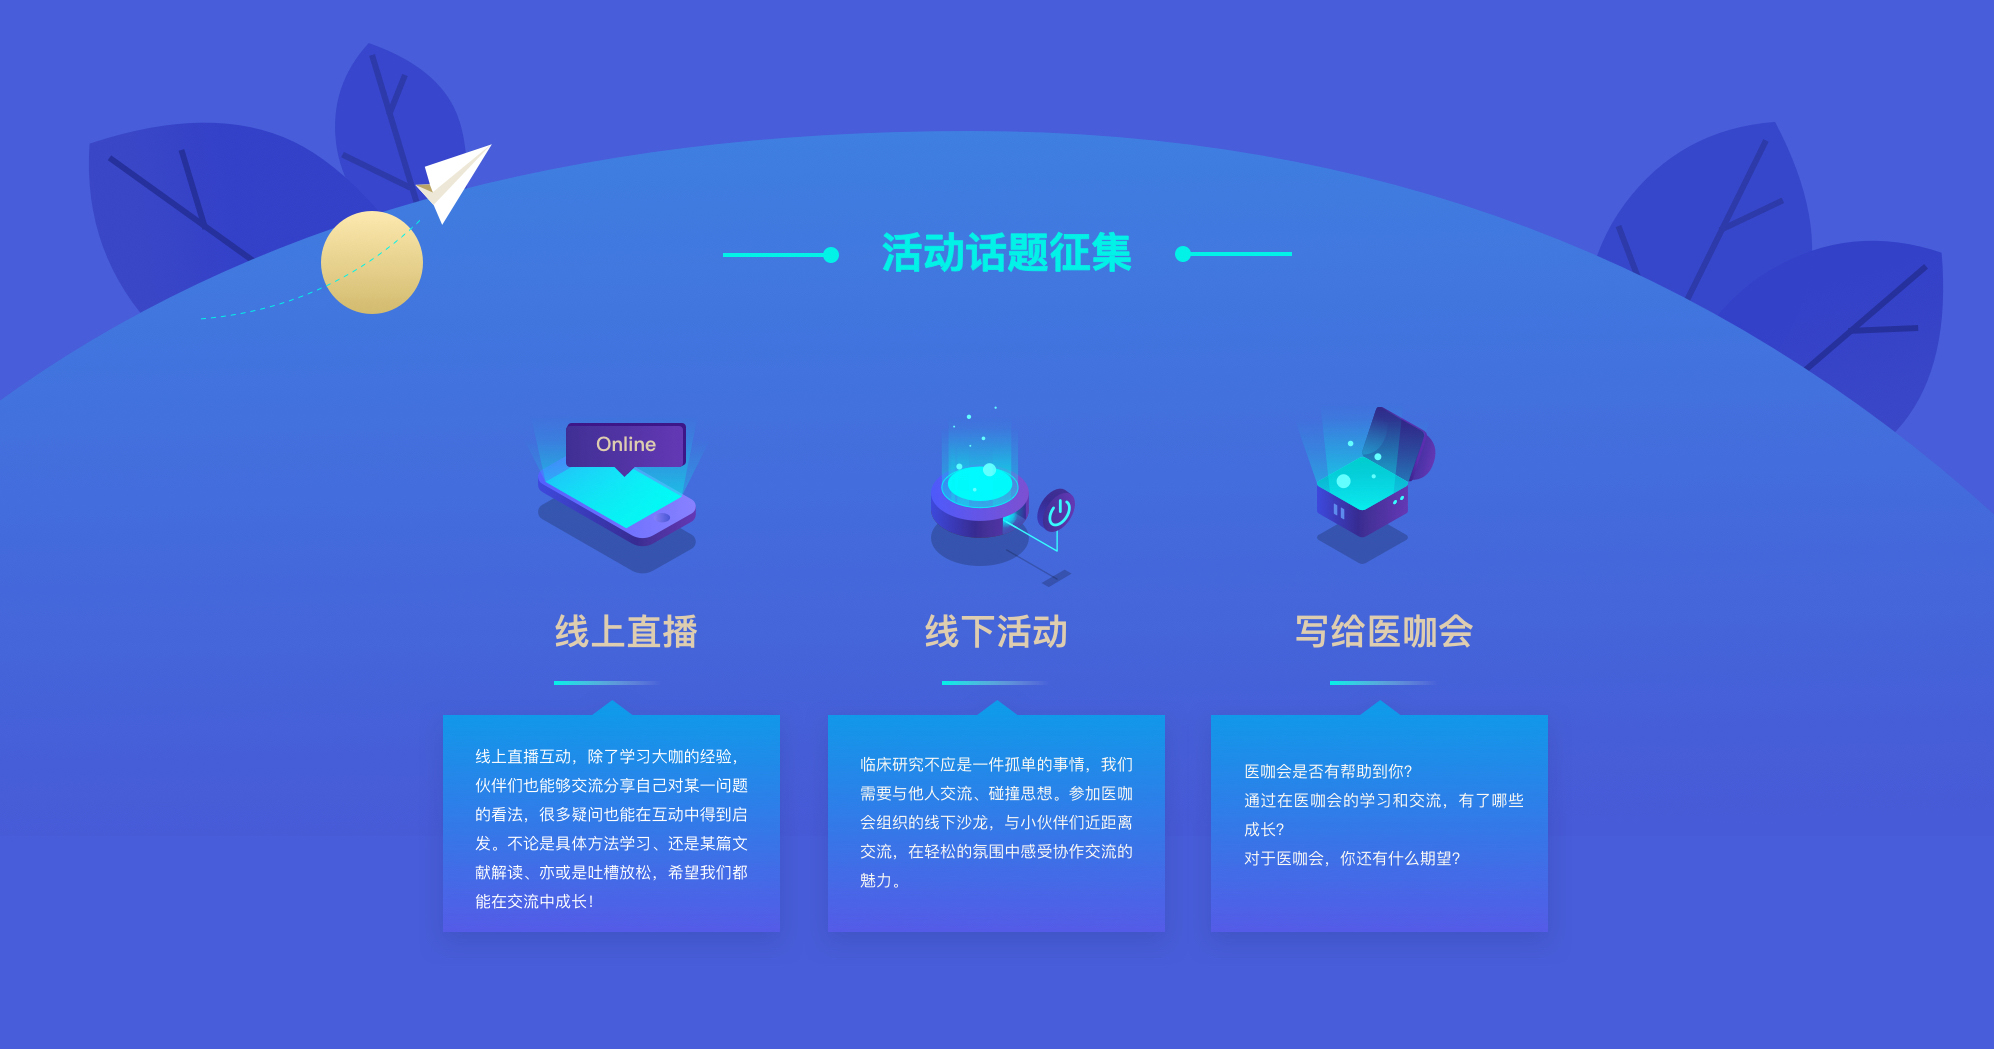 活动话题征集
Online
线上直播
线下活动
写给医咖会
线上直播互动，除了学习大咖的经验，
伙伴们也能够交流分享自己对某一问题
的看法，很多疑问也能在互动中得到启
发。不论是具体方法学习、还是某篇文
献解读、亦或是吐槽放松，希望我们都
能在交流中成长！
临床研究不应是一件孤单的事情，我们
需要与他人交流、碰撞思想。参加医咖
会组织的线下沙龙，与小伙伴们近距离
交流，在轻松的氛围中感受协作交流的
魅力。
医咖会是否有帮助到你？
通过在医咖会的学习和交流，有了哪些
成长？
对于医咖会，你还有什么期望？